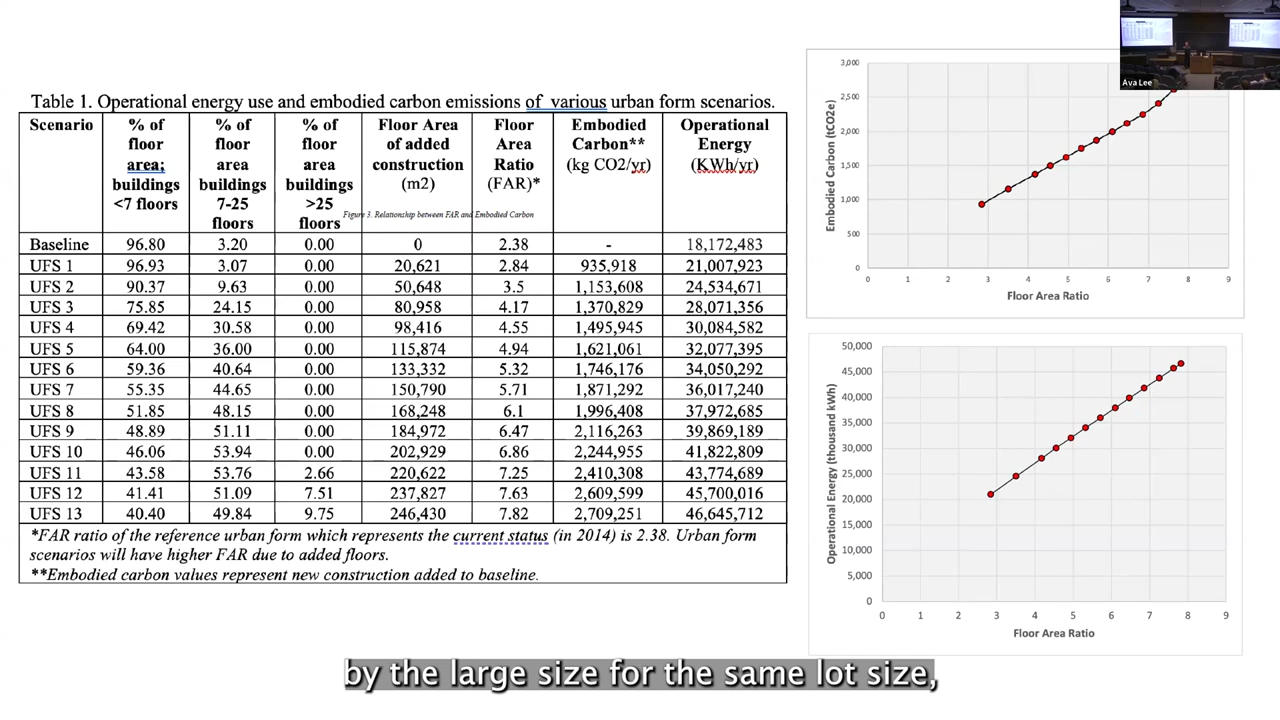 Ava Lee
Table 1. Operational energy use and embodied carbon emissions of various urban form scenarios.
Scenario % of floor area; buildings <7 floors % of floor area buildings 7-25 floors % of floor area buildings >25 floors Floor Area of added construction (m2) Floor Area Ratio (FAR)* Embodied Carbon** (kg CO2/yr) Operational Energy (KWh/yr)
Figure 3. Relationship between FAR and Embodied Carbon
Baseline 96.80 3.20 0.00 0 2.38 - 18,172,483
UFS 1 96.93 3.07 0.00 20,621 2.84 935,918 21,007,923
UFS 2 90.37 9.63 0.00 50,648 3.5 1,153,608 24,534,671
UFS 3 75.85 24.15 0.00 80,958 4.17 1,370,829 28,071,356
UFS 4 69.42 30.58 0.00 98,416 4.55 1,495,945 30,084,582
UFS 5 64.00 36.00 0.00 115,874 4.94 1,621,061 32,077,395
UFS 6 59.36 40.64 0.00 133,332 5.32 1,746,176 34,050,292
UFS 7 55.35 44.65 0.00 150,790 5.71 1,871,292 36,017,240
UFS 8 51.85 48.15 0.00 168,248 6.1 1,996,408 37,972,685
UFS 9 48.89 51.11 0.00 184,972 6.47 2,116,263 39,869,189
UFS 10 46.06 53.94 0.00 202,929 6.86 2,244,955 41,822,809
UFS 11 43.58 53.76 2.66 220,622 7.25 2,410,308 43,774,689
UFS 12 41.41 51.09 7.51 237,827 7.63 2,609,599 45,700,016
UFS 13 40.40 49.84 9.75 246,430 7.82 2,709,251 46,645,712
*FAR ratio of the reference urban form which represents the current status (in 2014) is 2.38. Urban form
scenarios will have higher FAR due to added floors.
**Embodied carbon values represent new construction added to baseline.
Embodied Carbon (tCO2e)
3,000
2,500
2,000
1,500
1,000
500
0
0 1 2 3 4 5 6 7 8 9
Floor Area Ratio
Operational Energy (thousand kWh)
50,000
45,000
40,000
35,000
30,000
25,000
20,000
15,000
10,000
5,000
0
0 1 2 3 4 5 6 7 8 9
Floor Area Ratio
by the large size for the same lot size,